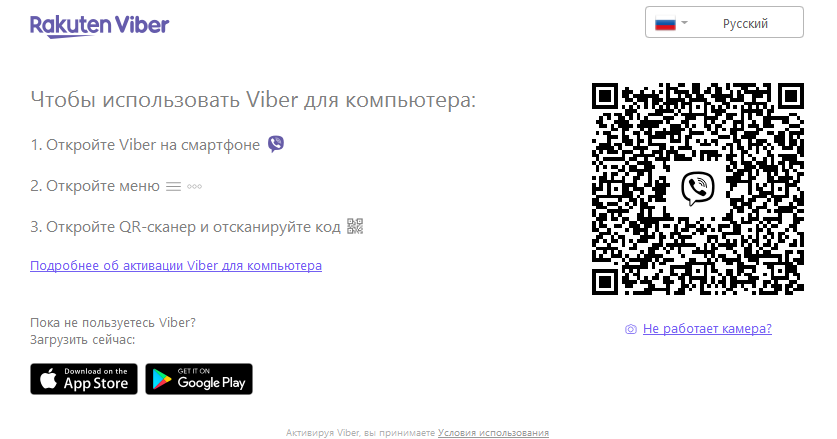 Rakuten Viber
Русский
Чтобы использовать Viber для компьютера:
1. Откройте Viber на смартфоне
2. Откройте меню
3. Откройте QR-сканер и отсканируйте код
Подробнее об активации Viber для компьютера
Не работает камера?
Пока не пользуетесь Viber?
Загрузить сейчас:
Download on the
App Store
GET IT ON
Google Play
Активируя Viber, вы принимаете Условия использования